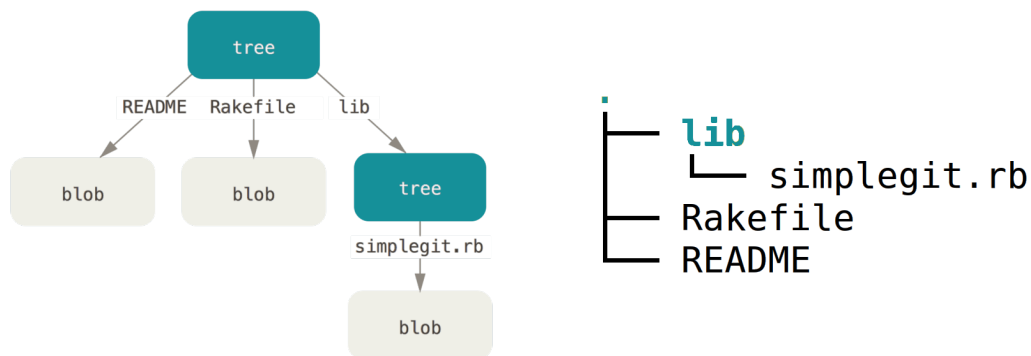 tree
README Rakefile lib
blob blob tree
simplegit.rb
blob
.
lib
simplegit.rb
Rakefile
README